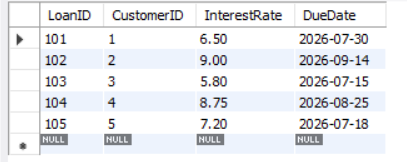 LoanID CustomerID InterestRate DueDate
101 1 6.50 2026-07-30
102 2 9.00 2026-09-14
103 3 5.80 2026-07-15
104 4 8.75 2026-08-25
105 5 7.20 2026-07-18
NULL NULL NULL NULL